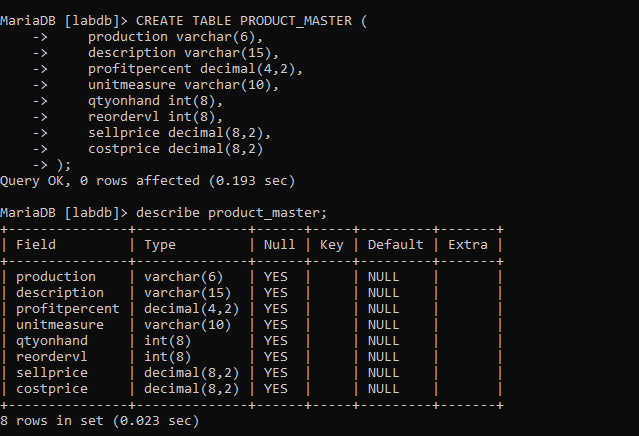 MariaDB [labdb]> CREATE TABLE PRODUCT_MASTER (
    ->     production varchar(6),
    ->     description varchar(15),
    ->     profitpercent decimal(4,2),
    ->     unitmeasure varchar(10),
    ->     qtyonhand int(8),
    ->     reordervl int(8),
    ->     sellprice decimal(8,2),
    ->     costprice decimal(8,2)
    -> );
Query OK, 0 rows affected (0.193 sec)
MariaDB [labdb]> describe product_master;
+---------------+--------------+------+-----+---------+-------+
| Field         | Type         | Null | Key | Default | Extra |
+---------------+--------------+------+-----+---------+-------+
| production    | varchar(6)   | YES  |     | NULL    |       |
| description   | varchar(15)  | YES  |     | NULL    |       |
| profitpercent | decimal(4,2) | YES  |     | NULL    |       |
| unitmeasure   | varchar(10)  | YES  |     | NULL    |       |
| qtyonhand     | int(8)       | YES  |     | NULL    |       |
| reordervl     | int(8)       | YES  |     | NULL    |       |
| sellprice     | decimal(8,2) | YES  |     | NULL    |       |
| costprice     | decimal(8,2) | YES  |     | NULL    |       |
+---------------+--------------+------+-----+---------+-------+
8 rows in set (0.023 sec)